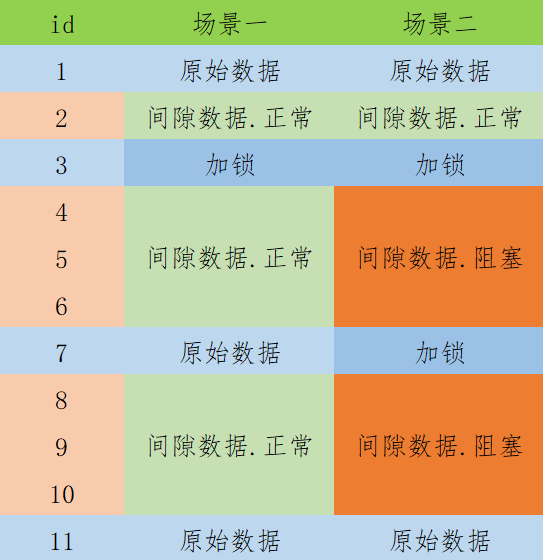 id 场景一 场景二
1 原始数据 原始数据
2 间隙数据.正常 间隙数据.正常
3 加锁 加锁
4
5 间隙数据.正常 间隙数据.阻塞
6
7 原始数据 加锁
8
9 间隙数据.正常 间隙数据.阻塞
10
11 原始数据 原始数据